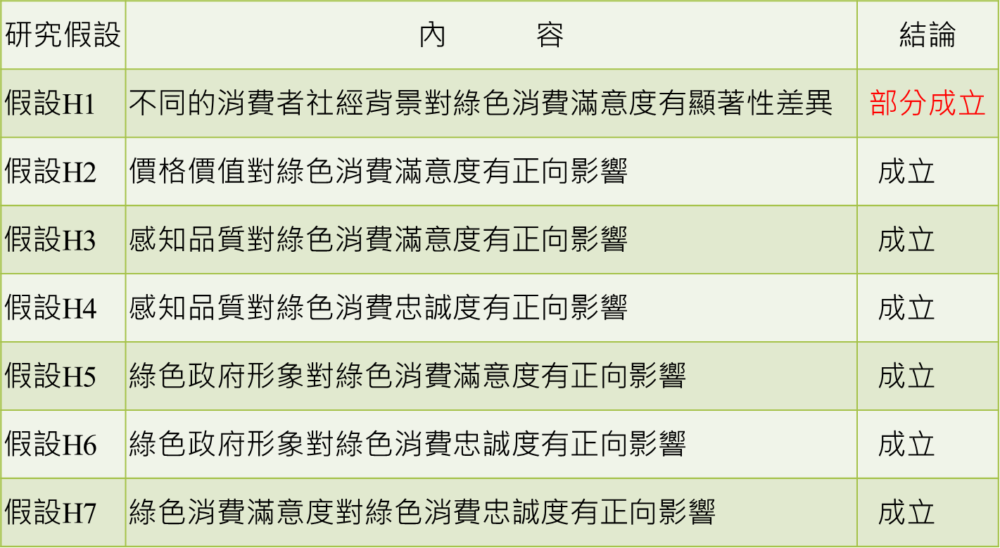 研究假設 內 容 結論
假設H1 不同的消費者社經背景對綠色消費滿意度有顯著性差異 部分成立
假設H2 價格價值對綠色消費滿意度有正向影響 成立
假設H3 感知品質對綠色消費滿意度有正向影響 成立
假設H4 感知品質對綠色消費忠誠度有正向影響 成立
假設H5 綠色政府形象對綠色消費滿意度有正向影響 成立
假設H6 綠色政府形象對綠色消費忠誠度有正向影響 成立
假設H7 綠色消費滿意度對綠色消費忠誠度有正向影響 成立